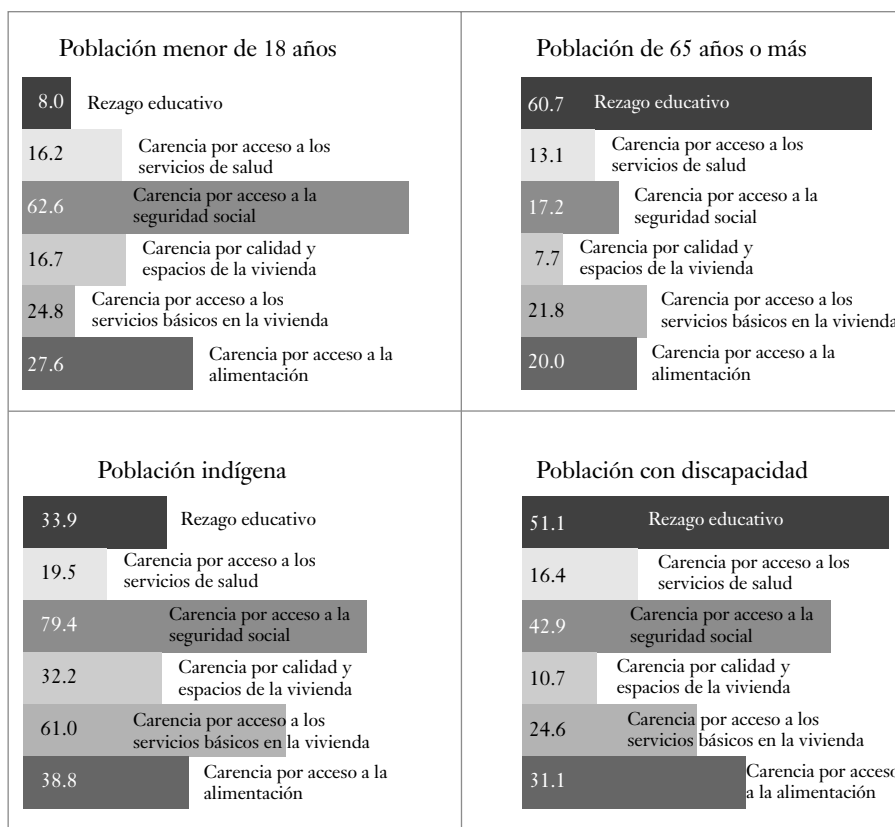 Población menor de 18 años
8.0 Rezago educativo
16.2 Carencia por acceso a los
servicios de salud
62.6 Carencia por acceso a la
seguridad social
16.7 Carencia por calidad y
espacios de la vivienda
24.8 Carencia por acceso a los
servicios básicos en la vivienda
27.6 Carencia por acceso a la
alimentación
Población de 65 años o más
60.7 Rezago educativo
13.1 Carencia por acceso a los
servicios de salud
17.2 Carencia por acceso a la
seguridad social
7.7 Carencia por calidad y
espacios de la vivienda
21.8 Carencia por acceso a los
servicios básicos en la vivienda
20.0 Carencia por acceso a la
alimentación
Población indígena
33.9 Rezago educativo
19.5 Carencia por acceso a los
servicios de salud
79.4 Carencia por acceso a la
seguridad social
32.2 Carencia por calidad y
espacios de la vivienda
61.0 Carencia por acceso a los
servicios básicos en la vivienda
38.8 Carencia por acceso a la
alimentación
Población con discapacidad
51.1 Rezago educativo
16.4 Carencia por acceso a los
servicios de salud
42.9 Carencia por acceso a la
seguridad social
10.7 Carencia por calidad y
espacios de la vivienda
24.6 Carencia por acceso a los
servicios básicos en la vivienda
31.1 Carencia por acceso
a la alimentación